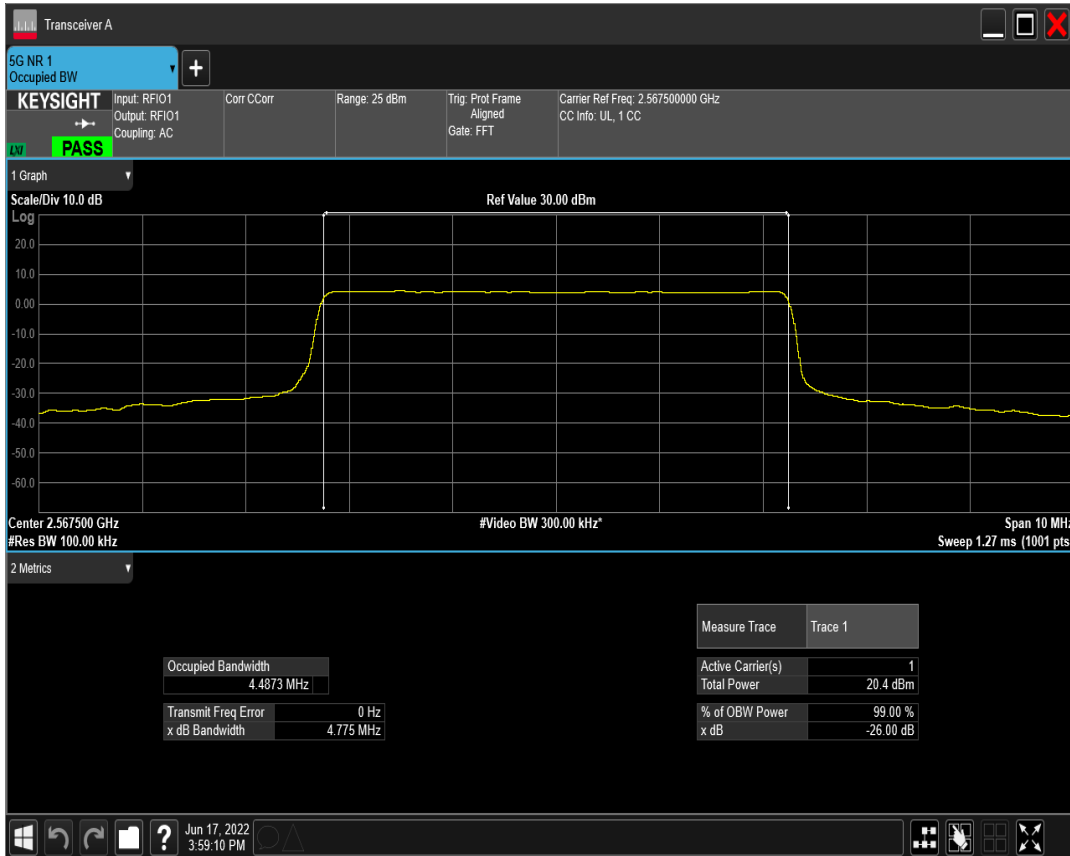 Transceiver A
5G NR 1
Occupied BW
KEYSIGHT
LXI
PASS
Input: RFIO1
Output: RFIO1
Coupling: AC
Corr CCorr
Range: 25 dBm
Trig: Prot Frame
Aligned
Gate: FFT
Carrier Ref Freq: 2.567500000 GHz
CC Info: UL, 1 CC
1 Graph
Scale/Div 10.0 dB
Ref Value 30.00 dBm
Log
20.0
10.0
0.00
-10.0
-20.0
-30.0
-40.0
-50.0
-60.0
Center 2.567500 GHz
#Video BW 300.00 kHz*
Span 10 MHz
#Res BW 100.00 kHz
Sweep 1.27 ms (1001 pts
2 Metrics
Measure Trace Trace 1
Occupied Bandwidth
4.4873 MHz
Active Carrier(s) 1
Total Power 20.4 dBm
Transmit Freq Error 0 Hz
x dB Bandwidth 4.775 MHz
% of OBW Power 99.00 %
x dB -26.00 dB
?
Jun 17, 2022
3:59:10 PM